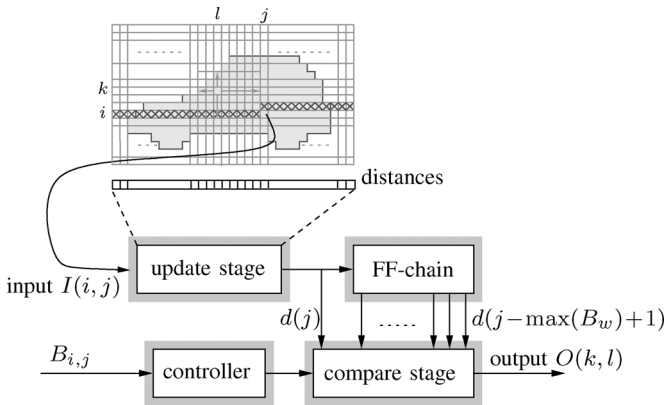 l j
k
i
distances
update stage FF-chain
input I(i, j)
d(j) ..... d(j−max(B_w)+1)
B_{i,j} output O(k, l)
controller compare stage